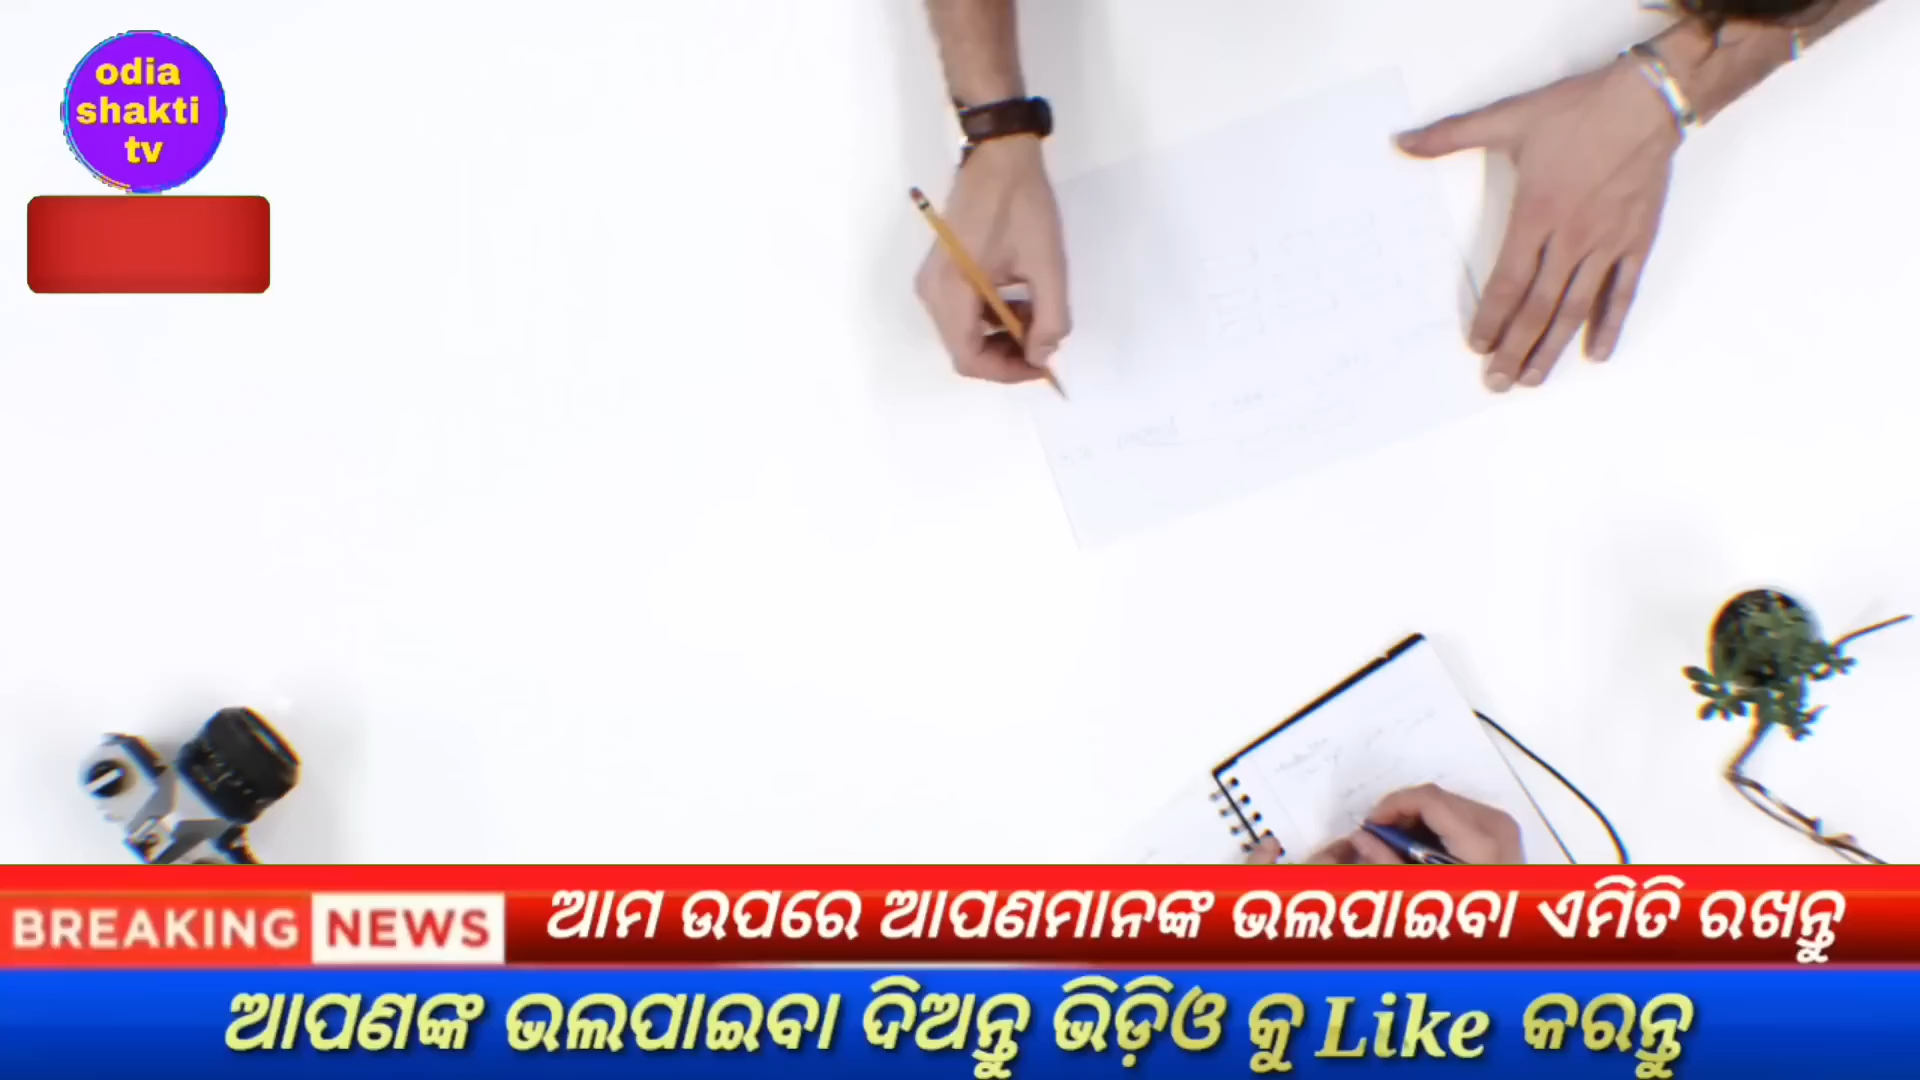 odia
shakti
tv
BREAKING NEWS
ଆମ ଉପରେ ଆପଣମାନଙ୍କ ଭଲପାଇବା ଏମିତି ରଖନ୍ତୁ
ଆପଣଙ୍କ ଭଲପାଇବା ଦିଅନ୍ତୁ ଭିଡ଼ିଓ କୁ Like କରନ୍ତୁ